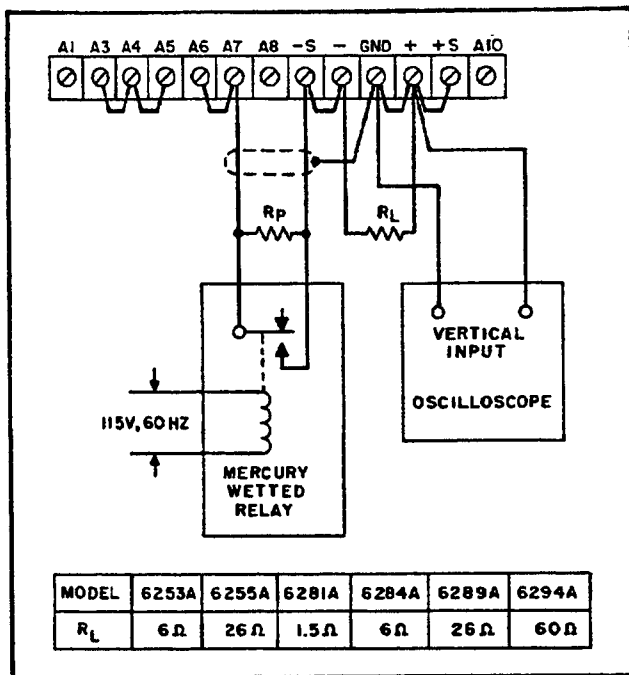 A1 A3 A4 A5 A6 A7 A8 -S - GND + +S A10
RP RL
VERTICAL
INPUT
OSCILLOSCOPE
115V, 60 HZ
MERCURY
WETTED
RELAY
MODEL 6253A 6255A 6281A 6284A 6289A 6294A
RL 6Ω 26Ω 1.5Ω 6Ω 26Ω 60Ω